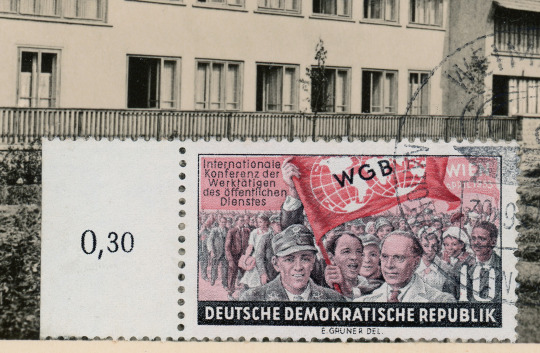 Internationale
Konferenz der
Werktätigen
des öffentlichen
Dienstes
WGB
WIEN
0,30
10
DEUTSCHE DEMOKRATISCHE REPUBLIK
E. GRUNER DEL.